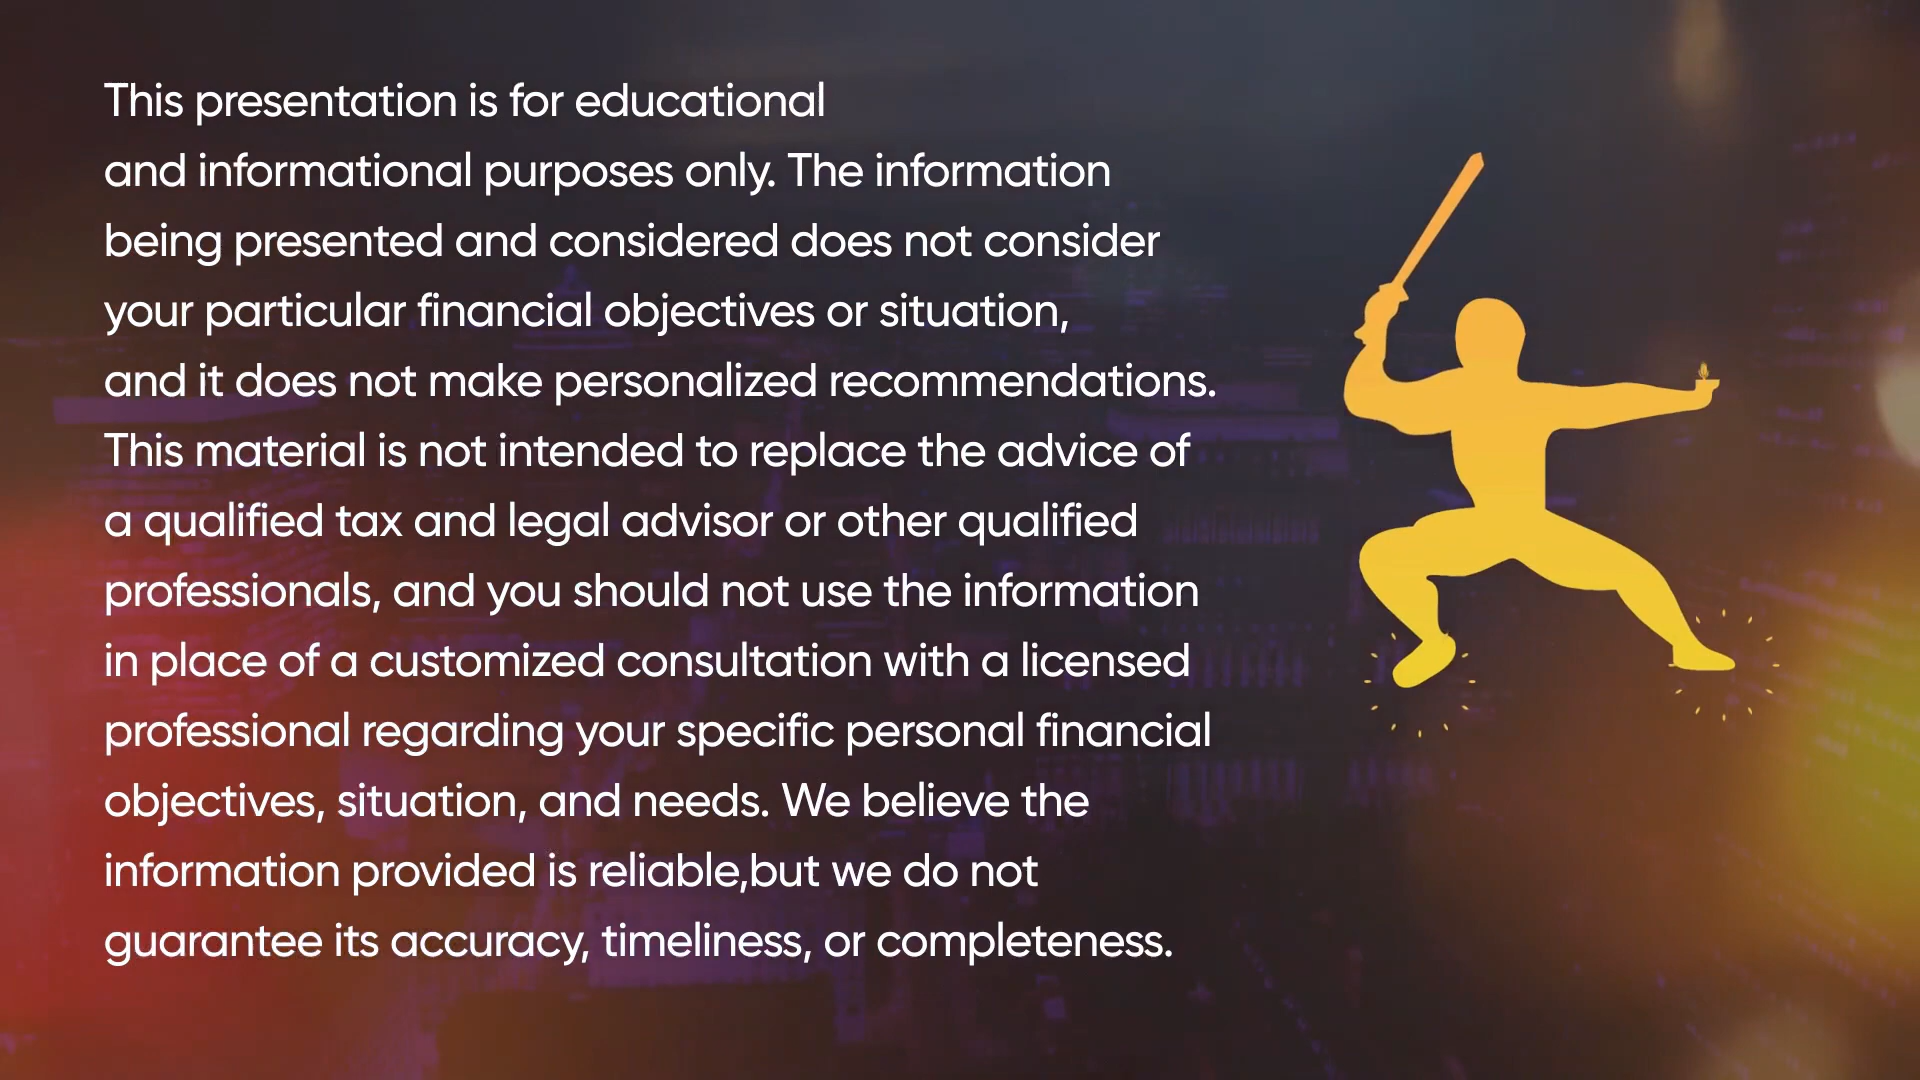 This presentation is for educational
and informational purposes only. The information
being presented and considered does not consider
your particular financial objectives or situation,
and it does not make personalized recommendations.
This material is not intended to replace the advice of
a qualified tax and legal advisor or other qualified
professionals, and you should not use the information
in place of a customized consultation with a licensed
professional regarding your specific personal financial
objectives, situation, and needs. We believe the
information provided is reliable,but we do not
guarantee its accuracy, timeliness, or completeness.